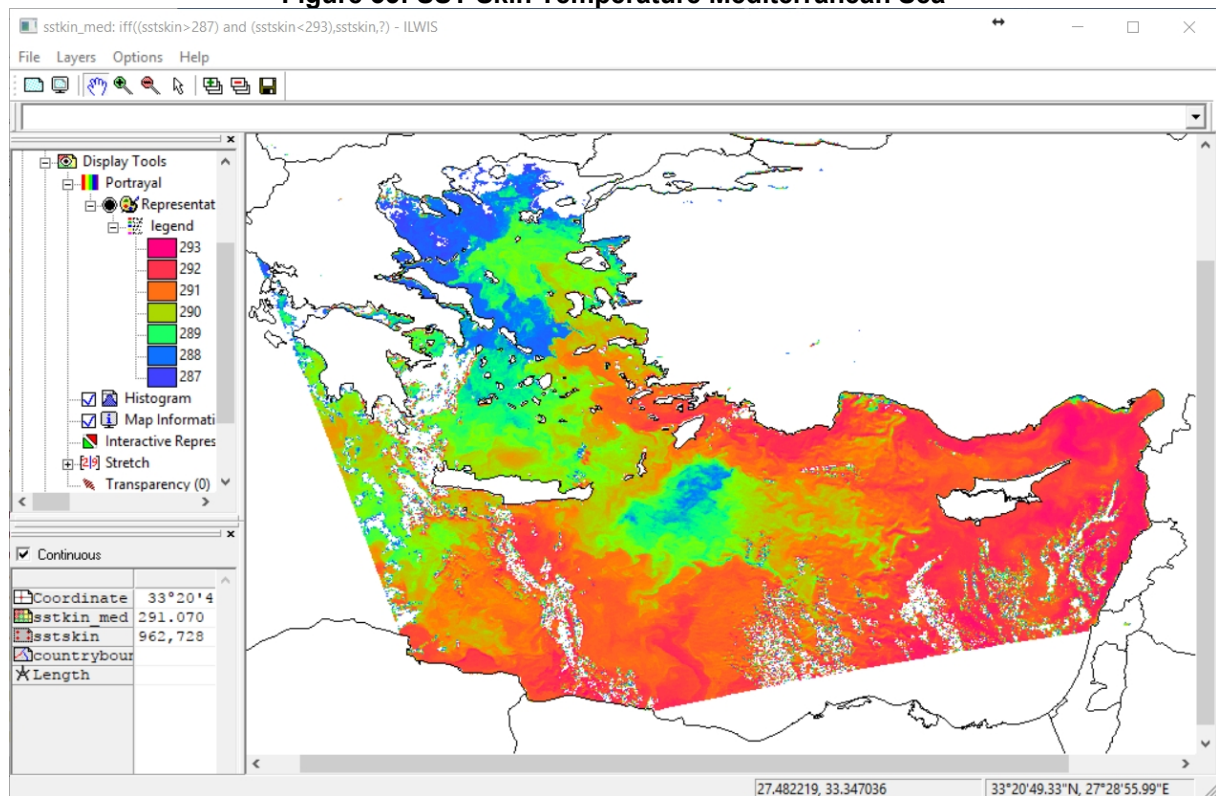 Figure 33: SST Skin Temperature Mediterranean Sea
sstkin_med: iff((sstskin>287) and (sstskin<293),sstskin,?) - ILWIS
File Layers Options Help
Display Tools
Portrayal
Representat
legend
293
292
291
290
289
288
287
Histogram
Map Informati
Interactive Repres
Stretch
Transparency (0)
Continuous
Coordinate 33°20'4
sstkin_med 291.070
sstskin 962,728
countrybour
Length
27.482219, 33.347036 33°20'49.33"N, 27°28'55.99"E